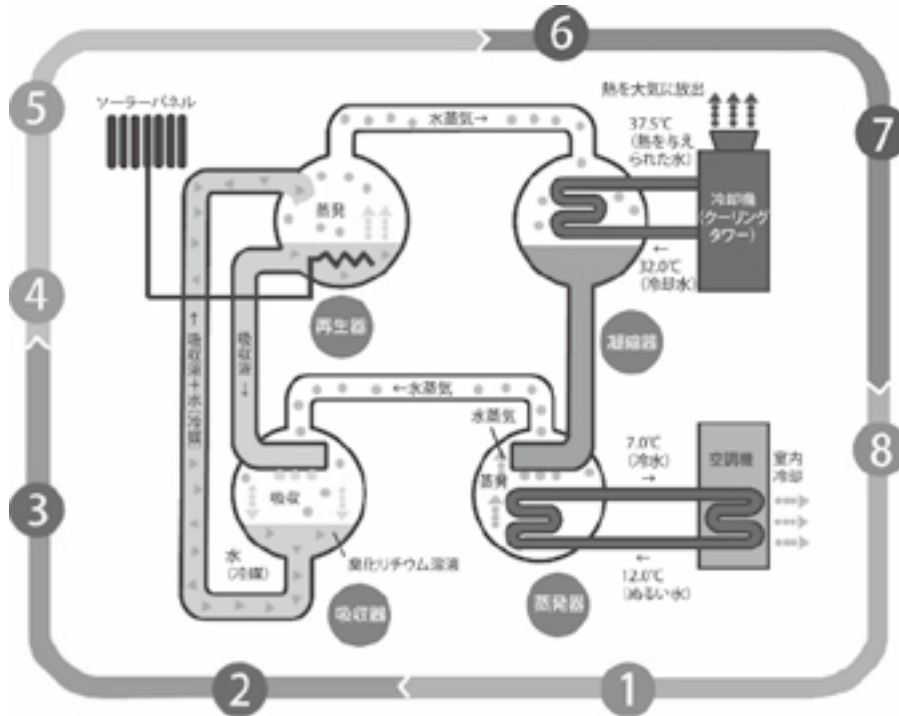 6
5
ソーラーパネル
水蒸気→
熱を大気に放出
37.5℃
(熱を与え
られた水)
7
冷却機
(クーリング
タワー)
蒸発
←
32.0℃
(冷却水)
4
再生器
凝縮器
↑吸収液+水(冷媒)
吸収液→
←水蒸気
水蒸気
蒸発
7.0℃
(冷水)
→
空調機
室内
冷却
8
吸収
3
水
(冷媒)
臭化リチウム溶液
←
12.0℃
(ぬるい水)
吸収器
蒸発器
2
1